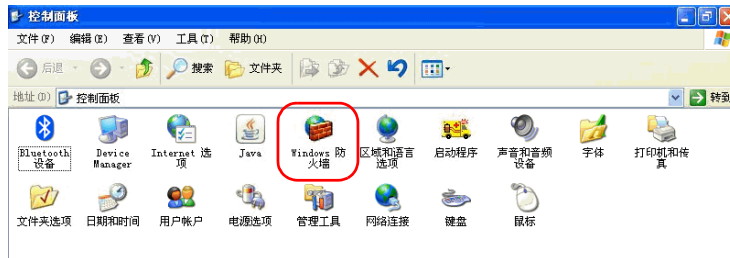 控制面板
文件(F) 编辑(E) 查看(V) 工具(T) 帮助(H)
后退 搜索 文件夹
地址(D) 控制面板 转到
Bluetooth 设备
Device Manager
Internet 选项
Java
Windows 防火墙
区域和语言选项
启动程序
声音和音频设备
字体
打印机和传真
文件夹选项
日期和时间
用户帐户
电源选项
管理工具
网络连接
键盘
鼠标